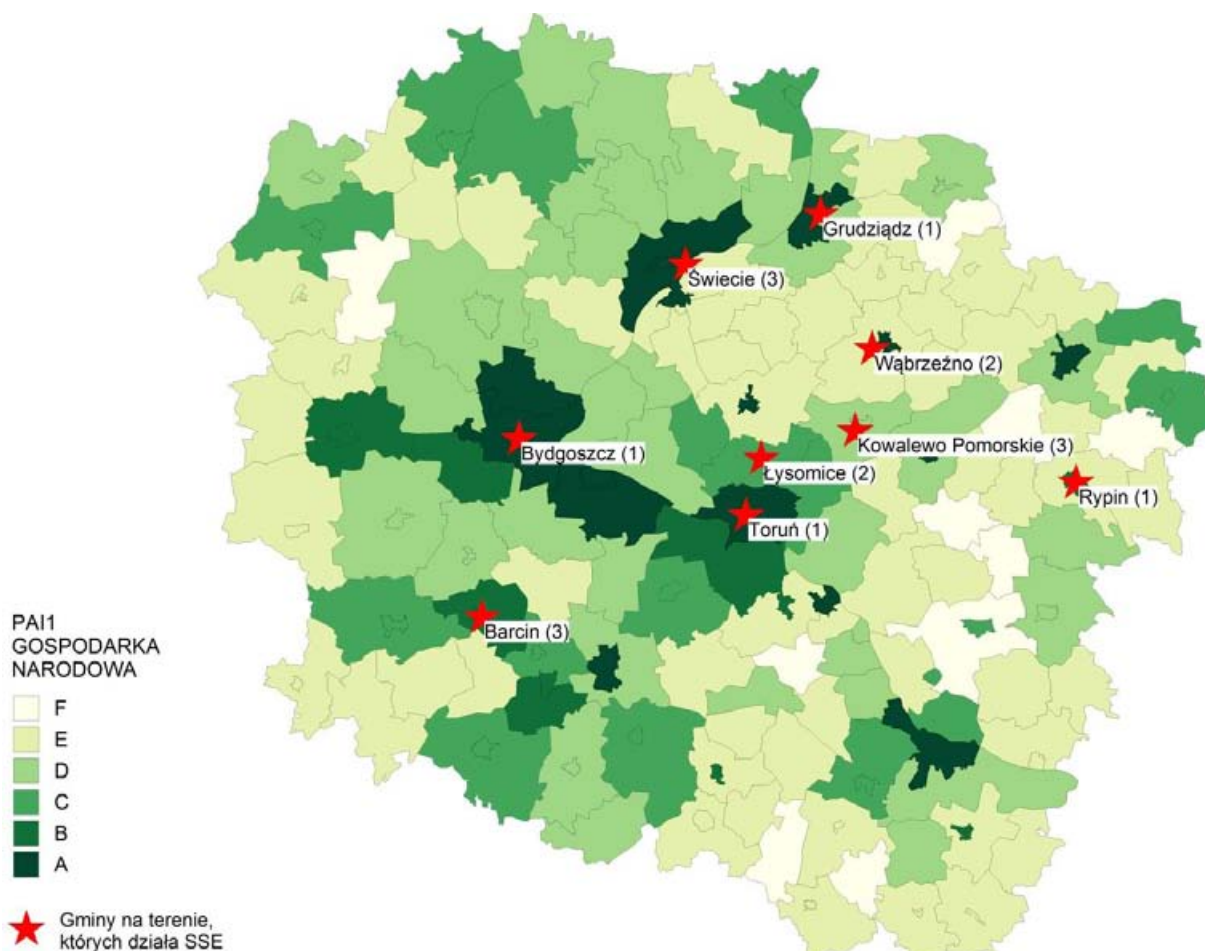 Grudziądz (1)
Świecie (3)
Wąbrzeźno (2)
Kowalewo Pomorskie (3)
Bydgoszcz (1)
Łysomice (2)
Rypin (1)
Toruń (1)
Barcin (3)
PAI1
GOSPODARKA
NARODOWA
F
E
D
C
B
A
Gminy na terenie,
których działa SSE